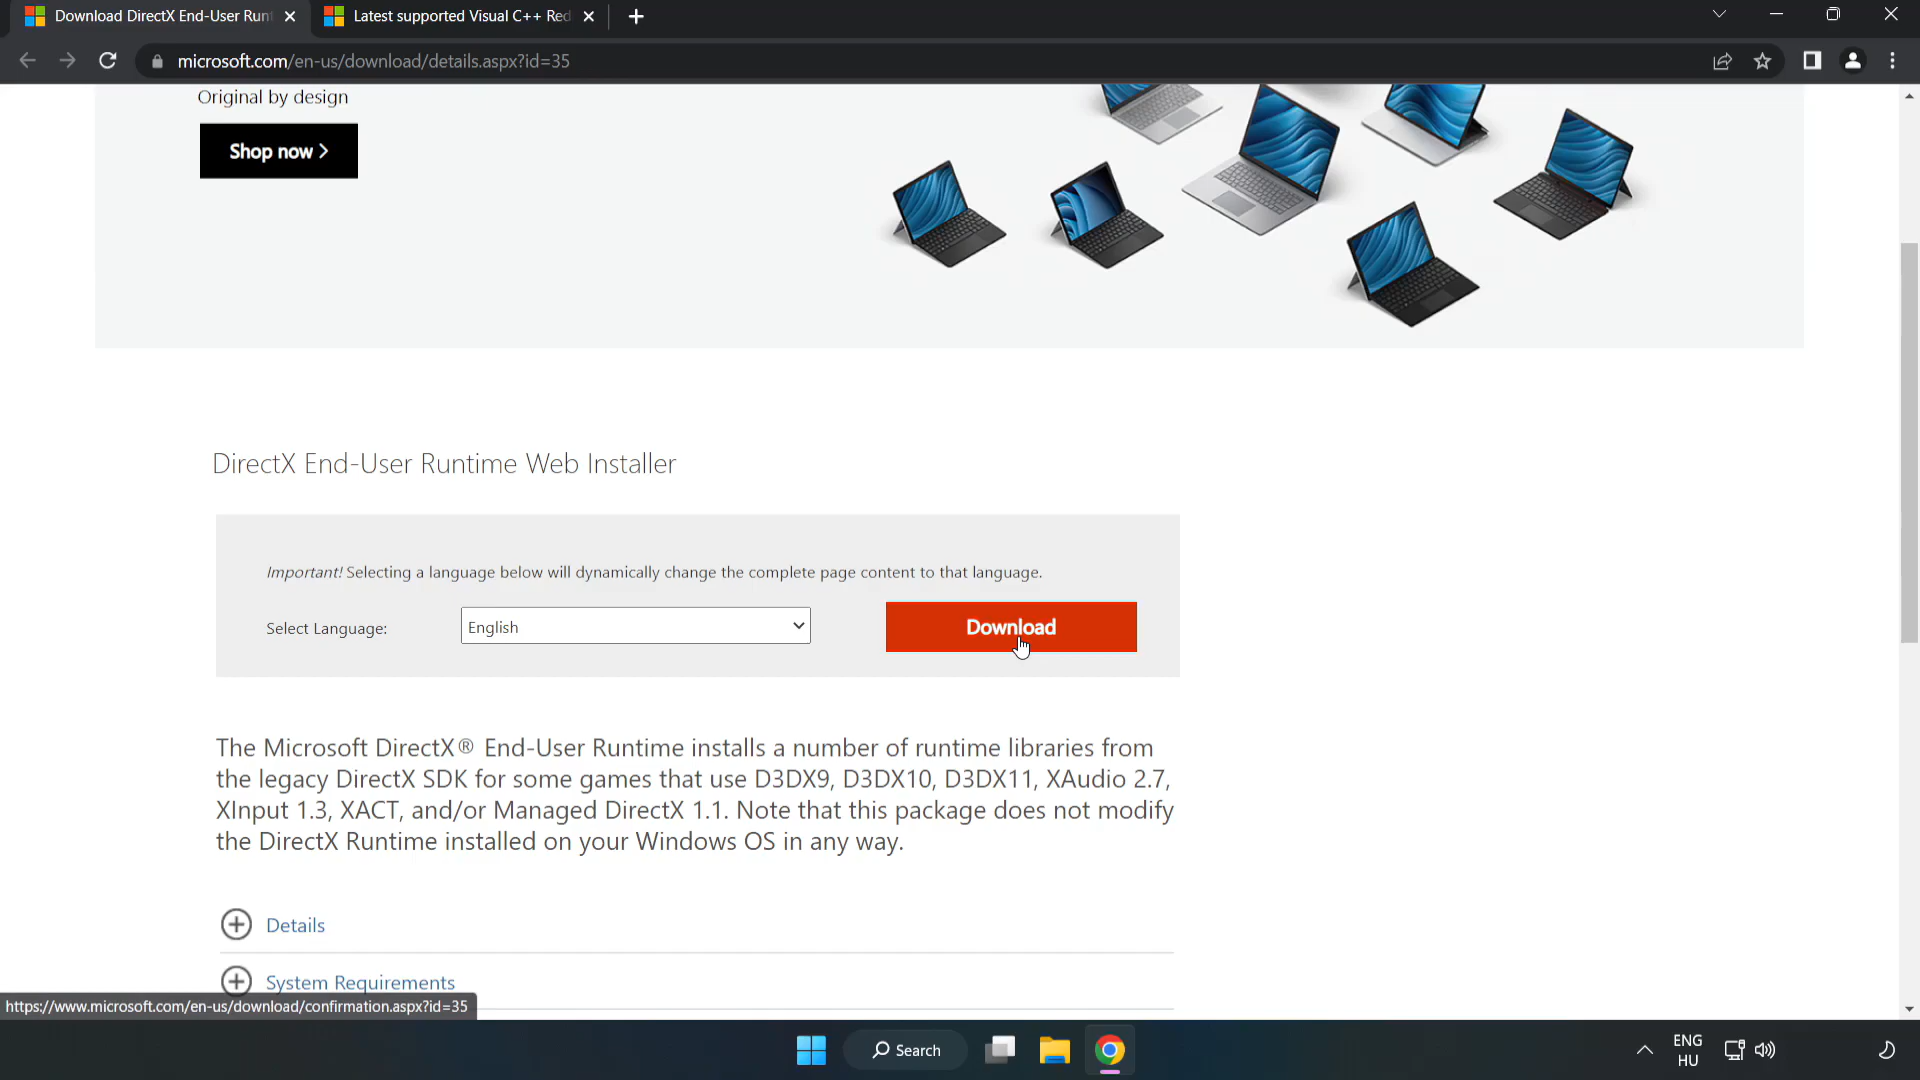 Download DirectX End-User Runt
Latest supported Visual C++ Red
microsoft.com/en-us/download/details.aspx?id=35
Original by design
Shop now >
DirectX End-User Runtime Web Installer
Important! Selecting a language below will dynamically change the complete page content to that language.
Select Language:
English
Download
The Microsoft DirectX® End-User Runtime installs a number of runtime libraries from
the legacy DirectX SDK for some games that use D3DX9, D3DX10, D3DX11, XAudio 2.7,
XInput 1.3, XACT, and/or Managed DirectX 1.1. Note that this package does not modify
the DirectX Runtime installed on your Windows OS in any way.
Details
System Requirements
https://www.microsoft.com/en-us/download/confirmation.aspx?id=35
Search
ENG
HU